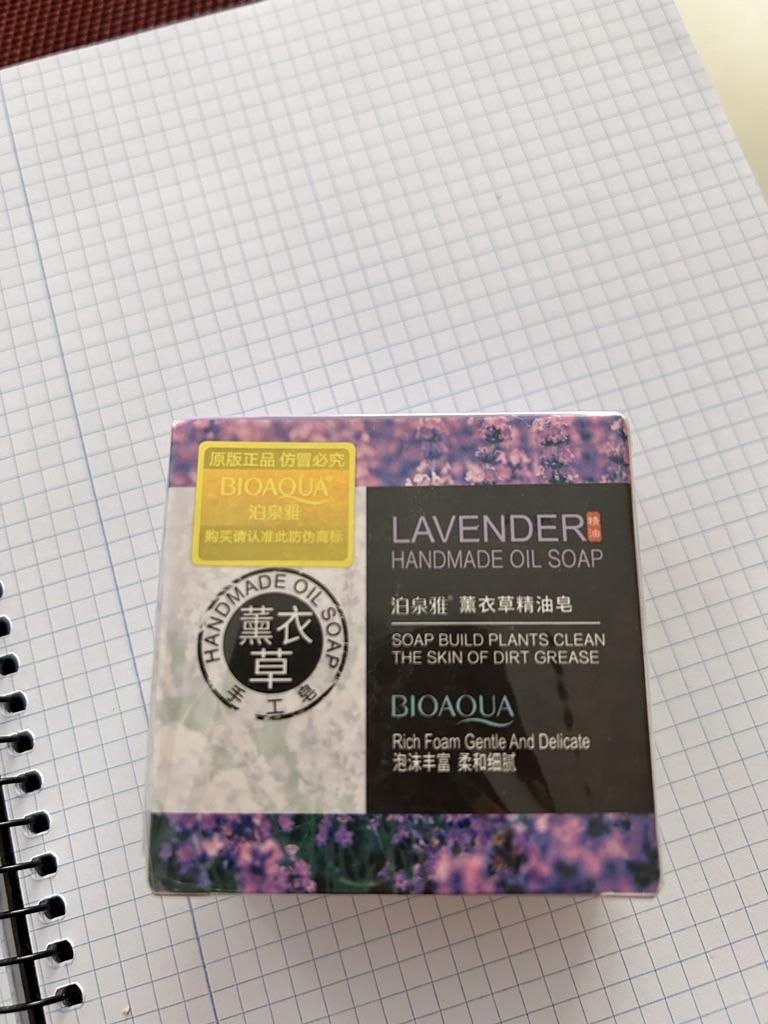 原版正品 仿冒必究
BIOAQUA®
泊泉雅
购买请认准此防伪商标
HANDMADE OIL SOAP
薰衣
草
手工皂
LAVENDER 精油
HANDMADE OIL SOAP
泊泉雅® 薰衣草精油皂
SOAP BUILD PLANTS CLEAN
THE SKIN OF DIRT GREASE
BIOAQUA
Rich Foam Gentle And Delicate
泡沫丰富 柔和细腻